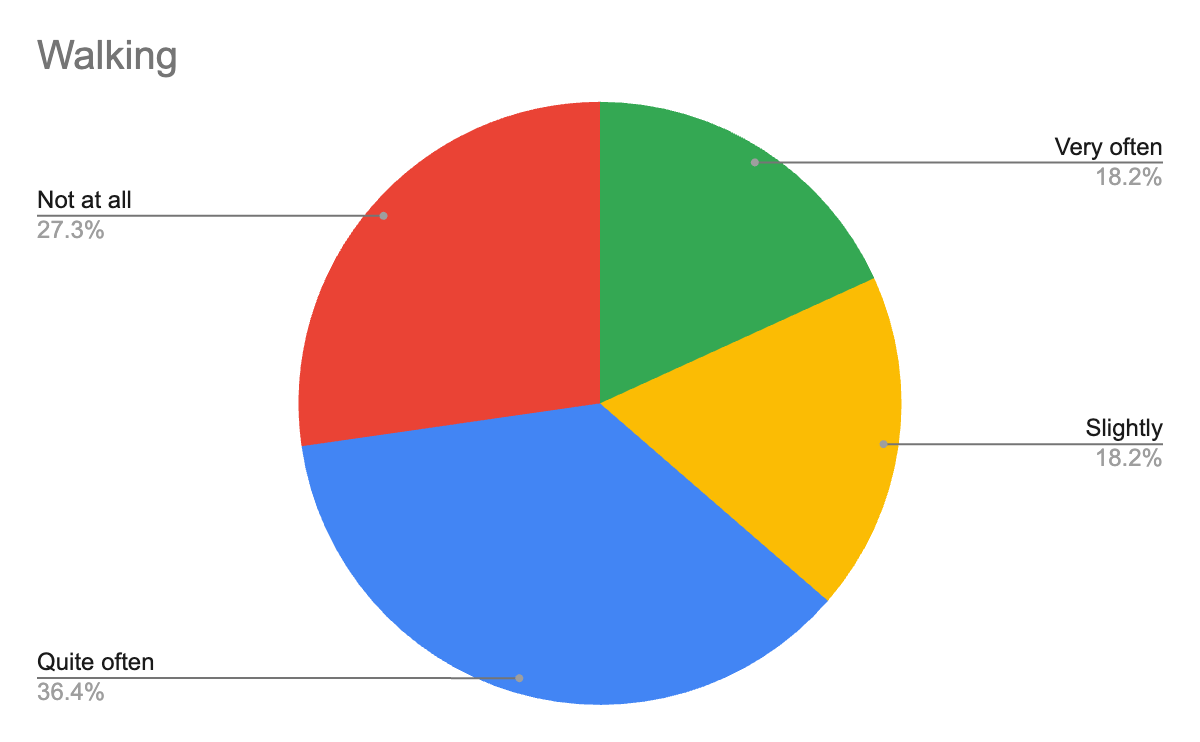 Walking
Very often
18.2%
Not at all
27.3%
Slightly
18.2%
Quite often
36.4%